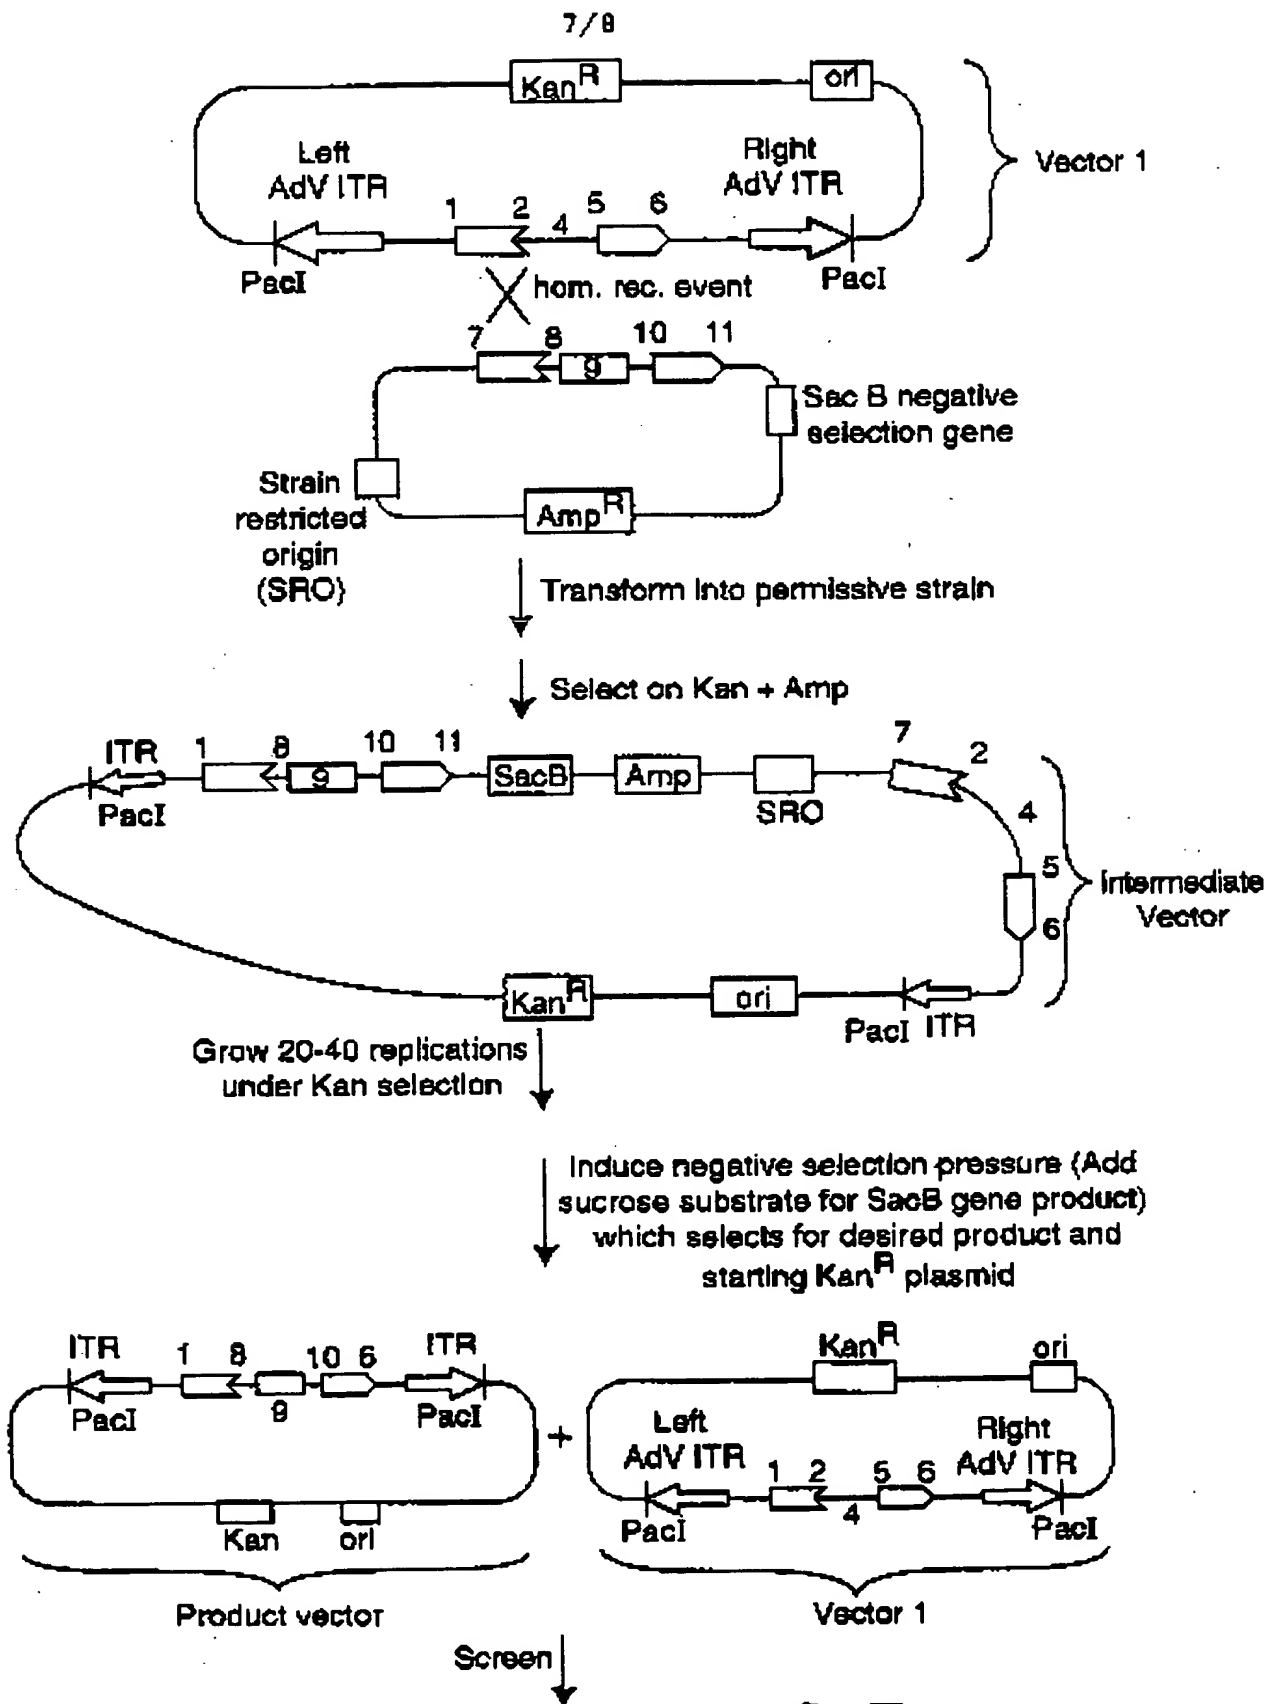 7/8
Kan R
ori
Left
AdV ITR
Right
AdV ITR
Vector 1
1 2 4 5 6
PacI
PacI
hom. rec. event
7 8 9 10 11
Sac B negative
selection gene
Strain
restricted
origin
(SRO)
Amp R
Transform into permissive strain
Select on Kan + Amp
ITR 1 8 9 10 11
SacB
Amp
SRO
7 2
PacI
4
5
6
Intermediate
Vector
Kan R
ori
PacI ITR
Grow 20-40 replications
under Kan selection
Induce negative selection pressure (Add
sucrose substrate for SacB gene product)
which selects for desired product and
starting Kan R plasmid
ITR 1 8 10 6 ITR
PacI 9 PacI
Kan ori
Product vector
+
Kan R ori
Left
AdV ITR
Right
AdV ITR
1 2 5 6
PacI 4 PacI
Vector 1
Screen